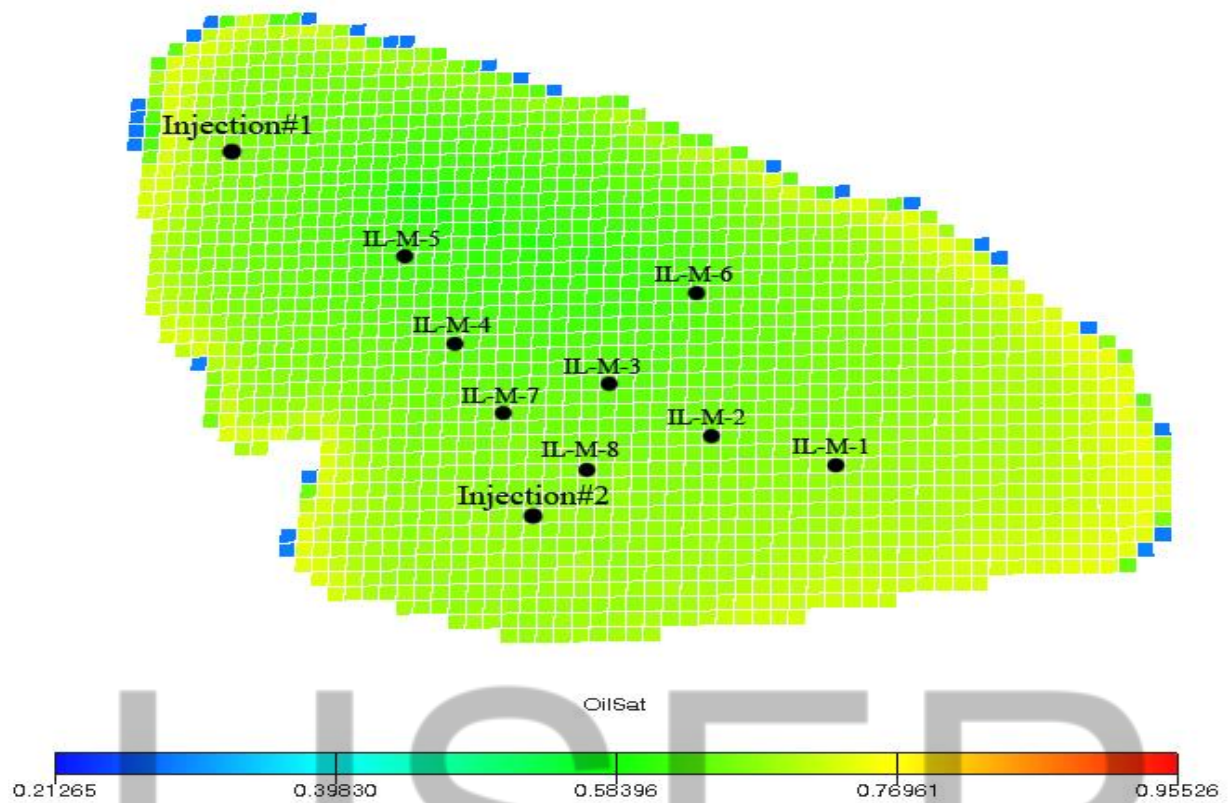 Injection#1
IL-M-5
IL-M-6
IL-M-4
IL-M-3
IL-M-7
IL-M-2
IL-M-8
IL-M-1
Injection#2
OilSat
IJSER
0.21265 0.39830 0.58396 0.76961 0.95526